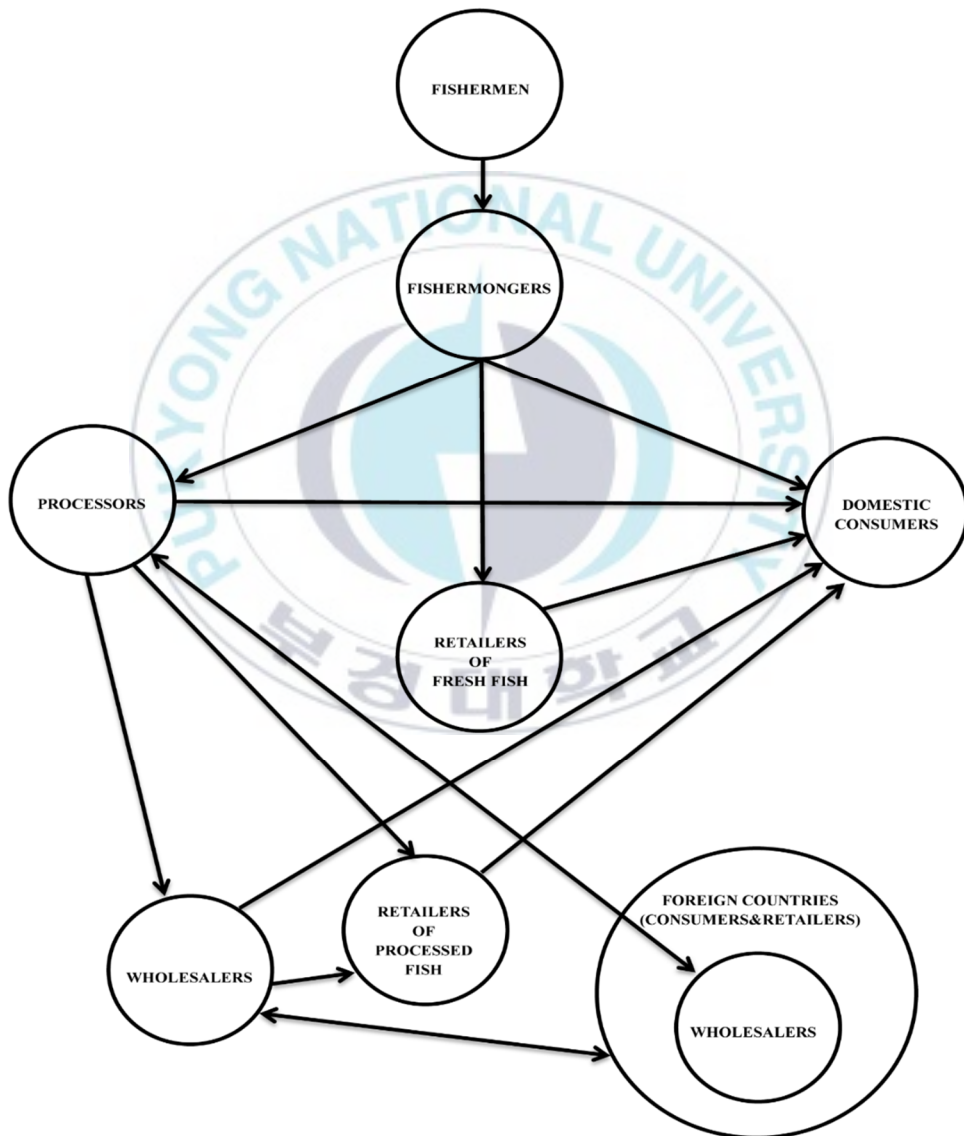 FISHERMEN
PUKYONG NATIONAL UNIVERSITY
FISHERMONGERS
PROCESSORS
DOMESTIC
CONSUMERS
RETAILERS
OF
FRESH FISH
부경대학교
RETAILERS
OF
PROCESSED
FISH
WHOLESALERS
FOREIGN COUNTRIES
(CONSUMERS&RETAILERS)
WHOLESALERS